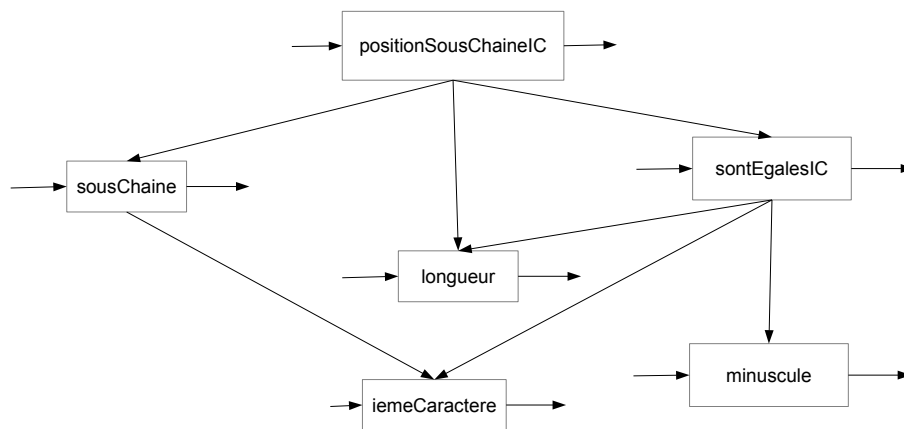 positionSousChaineIC
sousChaine
sontEgalesIC
longueur
minuscule
iemeCaractere